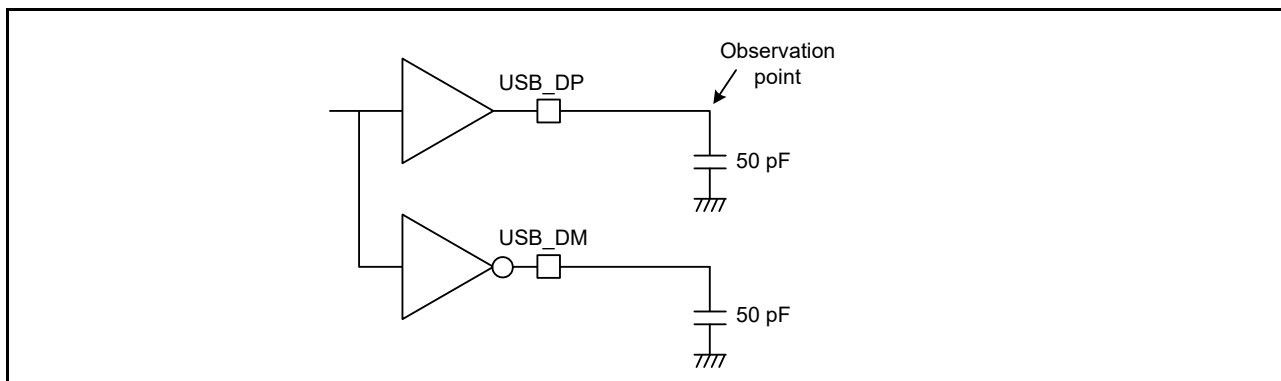 Observation
point
USB_DP
50 pF
USB_DM
50 pF